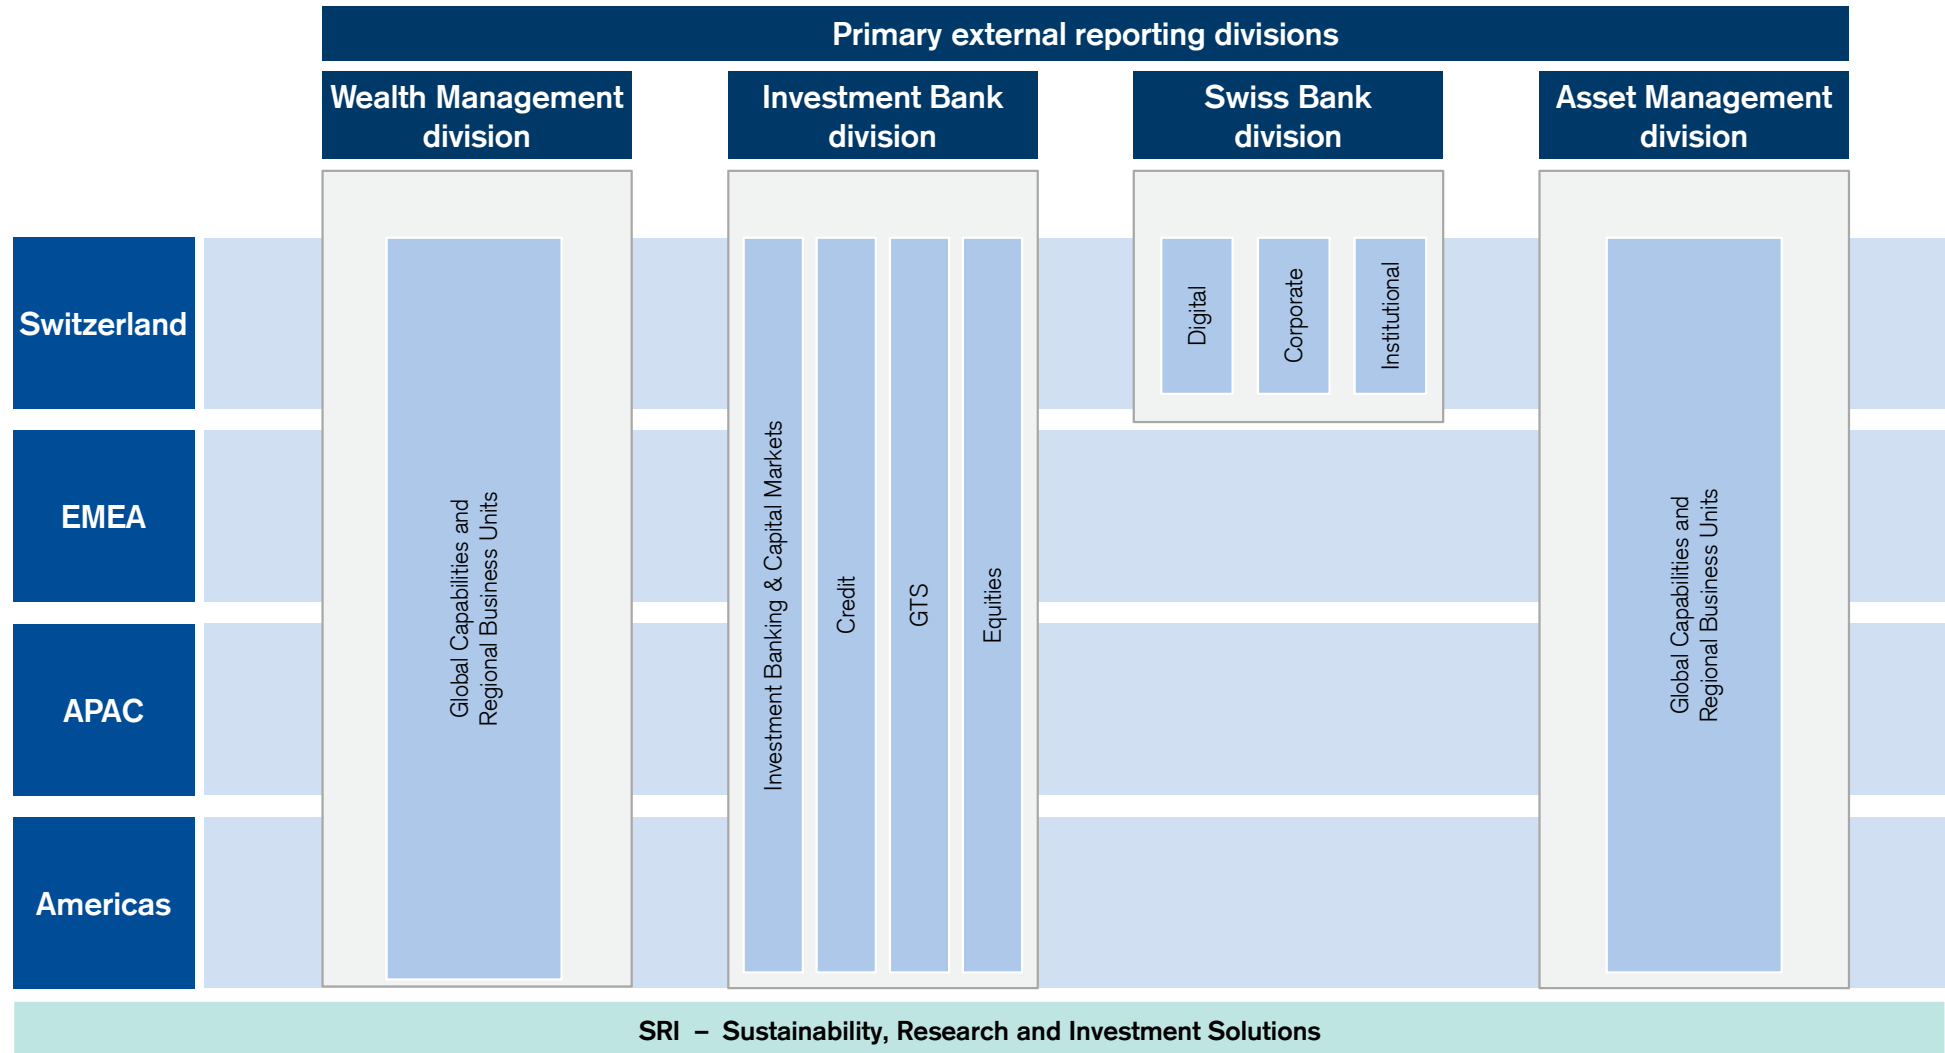 Primary external reporting divisions
Wealth Management
division
Investment Bank
division
Swiss Bank
division
Asset Management
division
Switzerland
EMEA
APAC
Americas
Global Capabilities and
Regional Business Units
Investment Banking & Capital Markets
Credit
GTS
Equities
Digital
Corporate
Institutional
Global Capabilities and
Regional Business Units
SRI – Sustainability, Research and Investment Solutions